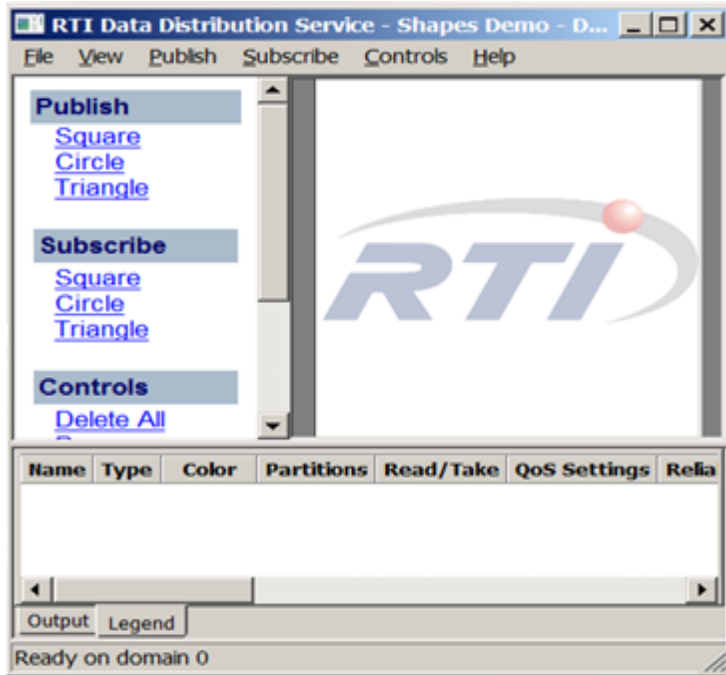 RTI Data Distribution Service - Shapes Demo - D...
File View Publish Subscribe Controls Help
Publish
Square
Circle
Triangle
Subscribe
Square
Circle
Triangle
Controls
Delete All
RTI
Name Type Color Partitions Read/Take QoS Settings Relia
Output Legend
Ready on domain 0